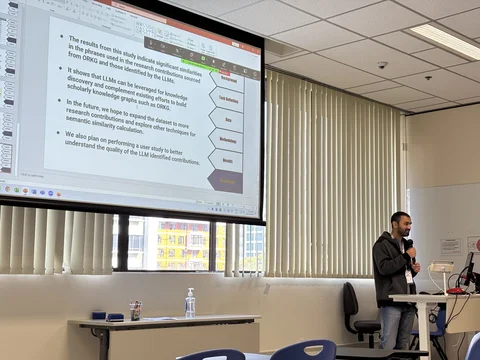 The results from this study indicate significant similarities
in the phrases used in the research contributions sourced
from ORKG and those identified by the LLMs.
It shows that LLMs can be leveraged for knowledge
discovery and complement existing efforts to build
scholarly knowledge graphs such as ORKG.
In the future, we hope to expand the dataset to more
research contributions and explore other techniques for
semantic similarity calculation.
We also plan on performing a user study to better
understand the quality of the LLM identified contributions.
Background
Task Definition
Data
Methodology
Results